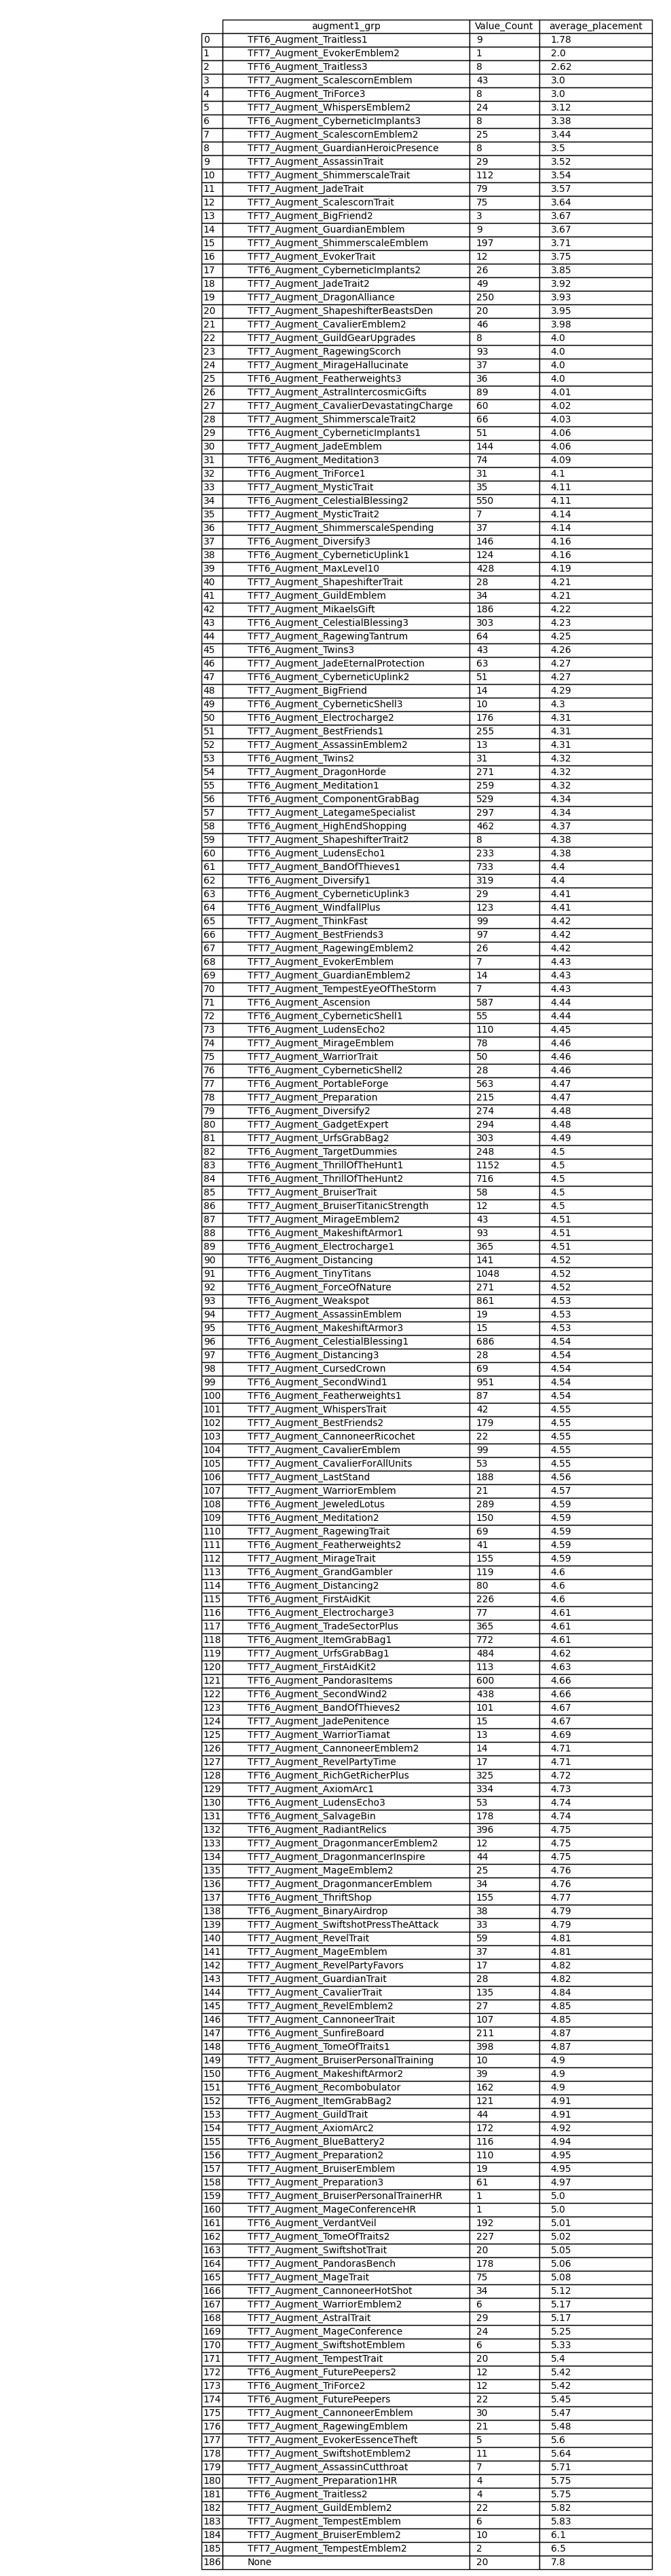 augment1_grp Value_Count average_placement
0 TFT6_Augment_Traitless1 9 1.78
1 TFT7_Augment_EvokerEmblem2 1 2.0
2 TFT6_Augment_Traitless3 8 2.62
3 TFT7_Augment_ScalescornEmblem 43 3.0
4 TFT6_Augment_TriForce3 8 3.0
5 TFT7_Augment_WhispersEmblem2 24 3.12
6 TFT6_Augment_CyberneticImplants3 8 3.38
7 TFT7_Augment_ScalescornEmblem2 25 3.44
8 TFT7_Augment_GuardianHeroicPresence 8 3.5
9 TFT7_Augment_AssassinTrait 29 3.52
10 TFT7_Augment_ShimmerscaleTrait 112 3.54
11 TFT7_Augment_JadeTrait 79 3.57
12 TFT7_Augment_ScalescornTrait 75 3.64
13 TFT7_Augment_BigFriend2 3 3.67
14 TFT7_Augment_GuardianEmblem 9 3.67
15 TFT7_Augment_ShimmerscaleEmblem 197 3.71
16 TFT7_Augment_EvokerTrait 12 3.75
17 TFT6_Augment_CyberneticImplants2 26 3.85
18 TFT7_Augment_JadeTrait2 49 3.92
19 TFT7_Augment_DragonAlliance 250 3.93
20 TFT7_Augment_ShapeshifterBeastsDen 20 3.95
21 TFT7_Augment_CavalierEmblem2 46 3.98
22 TFT7_Augment_GuildGearUpgrades 8 4.0
23 TFT7_Augment_RagewingScorch 93 4.0
24 TFT7_Augment_MirageHallucinate 37 4.0
25 TFT6_Augment_Featherweights3 36 4.0
26 TFT7_Augment_AstralIntercosmicGifts 89 4.01
27 TFT7_Augment_CavalierDevastatingCharge 60 4.02
28 TFT7_Augment_ShimmerscaleTrait2 66 4.03
29 TFT6_Augment_CyberneticImplants1 51 4.06
30 TFT7_Augment_JadeEmblem 144 4.06
31 TFT6_Augment_Meditation3 74 4.09
32 TFT6_Augment_TriForce1 31 4.1
33 TFT7_Augment_MysticTrait 35 4.11
34 TFT6_Augment_CelestialBlessing2 550 4.11
35 TFT7_Augment_MysticTrait2 7 4.14
36 TFT7_Augment_ShimmerscaleSpending 37 4.14
37 TFT6_Augment_Diversify3 146 4.16
38 TFT6_Augment_CyberneticUplink1 124 4.16
39 TFT6_Augment_MaxLevel10 428 4.19
40 TFT7_Augment_ShapeshifterTrait 28 4.21
41 TFT7_Augment_GuildEmblem 34 4.21
42 TFT7_Augment_MikaelsGift 186 4.22
43 TFT6_Augment_CelestialBlessing3 303 4.23
44 TFT7_Augment_RagewingTantrum 64 4.25
45 TFT6_Augment_Twins3 43 4.26
46 TFT7_Augment_JadeEternalProtection 63 4.27
47 TFT6_Augment_CyberneticUplink2 51 4.27
48 TFT7_Augment_BigFriend 14 4.29
49 TFT6_Augment_CyberneticShell3 10 4.3
50 TFT6_Augment_Electrocharge2 176 4.31
51 TFT7_Augment_BestFriends1 255 4.31
52 TFT7_Augment_AssassinEmblem2 13 4.31
53 TFT6_Augment_Twins2 31 4.32
54 TFT7_Augment_DragonHorde 271 4.32
55 TFT6_Augment_Meditation1 259 4.32
56 TFT6_Augment_ComponentGrabBag 529 4.34
57 TFT7_Augment_LategameSpecialist 297 4.34
58 TFT6_Augment_HighEndShopping 462 4.37
59 TFT7_Augment_ShapeshifterTrait2 8 4.38
60 TFT6_Augment_LudensEcho1 233 4.38
61 TFT7_Augment_BandOfThieves1 733 4.4
62 TFT6_Augment_Diversify1 319 4.4
63 TFT6_Augment_CyberneticUplink3 29 4.41
64 TFT6_Augment_WindfallPlus 123 4.41
65 TFT7_Augment_ThinkFast 99 4.42
66 TFT7_Augment_BestFriends3 97 4.42
67 TFT7_Augment_RagewingEmblem2 26 4.42
68 TFT7_Augment_EvokerEmblem 7 4.43
69 TFT7_Augment_GuardianEmblem2 14 4.43
70 TFT7_Augment_TempestEyeOfTheStorm 7 4.43
71 TFT6_Augment_Ascension 587 4.44
72 TFT6_Augment_CyberneticShell1 55 4.44
73 TFT6_Augment_LudensEcho2 110 4.45
74 TFT7_Augment_MirageEmblem 78 4.46
75 TFT7_Augment_WarriorTrait 50 4.46
76 TFT6_Augment_CyberneticShell2 28 4.46
77 TFT6_Augment_PortableForge 563 4.47
78 TFT7_Augment_Preparation 215 4.47
79 TFT6_Augment_Diversify2 274 4.48
80 TFT7_Augment_GadgetExpert 294 4.48
81 TFT7_Augment_UrfsGrabBag2 303 4.49
82 TFT6_Augment_TargetDummies 248 4.5
83 TFT6_Augment_ThrillOfTheHunt1 1152 4.5
84 TFT6_Augment_ThrillOfTheHunt2 716 4.5
85 TFT7_Augment_BruiserTrait 58 4.5
86 TFT7_Augment_BruiserTitanicStrength 12 4.5
87 TFT7_Augment_MirageEmblem2 43 4.51
88 TFT6_Augment_MakeshiftArmor1 93 4.51
89 TFT6_Augment_Electrocharge1 365 4.51
90 TFT6_Augment_Distancing 141 4.52
91 TFT6_Augment_TinyTitans 1048 4.52
92 TFT6_Augment_ForceOfNature 271 4.52
93 TFT6_Augment_Weakspot 861 4.53
94 TFT7_Augment_AssassinEmblem 19 4.53
95 TFT6_Augment_MakeshiftArmor3 15 4.53
96 TFT6_Augment_CelestialBlessing1 686 4.54
97 TFT6_Augment_Distancing3 28 4.54
98 TFT7_Augment_CursedCrown 69 4.54
99 TFT6_Augment_SecondWind1 951 4.54
100 TFT6_Augment_Featherweights1 87 4.54
101 TFT7_Augment_WhispersTrait 42 4.55
102 TFT7_Augment_BestFriends2 179 4.55
103 TFT7_Augment_CannoneerRicochet 22 4.55
104 TFT7_Augment_CavalierEmblem 99 4.55
105 TFT7_Augment_CavalierForAllUnits 53 4.55
106 TFT7_Augment_LastStand 188 4.56
107 TFT7_Augment_WarriorEmblem 21 4.57
108 TFT6_Augment_JeweledLotus 289 4.59
109 TFT6_Augment_Meditation2 150 4.59
110 TFT7_Augment_RagewingTrait 69 4.59
111 TFT6_Augment_Featherweights2 41 4.59
112 TFT7_Augment_MirageTrait 155 4.59
113 TFT6_Augment_GrandGambler 119 4.6
114 TFT6_Augment_Distancing2 80 4.6
115 TFT6_Augment_FirstAidKit 226 4.6
116 TFT6_Augment_Electrocharge3 77 4.61
117 TFT6_Augment_TradeSectorPlus 365 4.61
118 TFT6_Augment_ItemGrabBag1 772 4.61
119 TFT7_Augment_UrfsGrabBag1 484 4.62
120 TFT7_Augment_FirstAidKit2 113 4.63
121 TFT6_Augment_PandorasItems 600 4.66
122 TFT6_Augment_SecondWind2 438 4.66
123 TFT7_Augment_BandOfThieves2 101 4.67
124 TFT7_Augment_JadePenitence 15 4.67
125 TFT7_Augment_WarriorTiamat 13 4.69
126 TFT7_Augment_CannoneerEmblem2 14 4.71
127 TFT7_Augment_RevelPartyTime 17 4.71
128 TFT6_Augment_RichGetRicherPlus 325 4.72
129 TFT7_Augment_AxiomArc1 334 4.73
130 TFT6_Augment_LudensEcho3 53 4.74
131 TFT6_Augment_SalvageBin 178 4.74
132 TFT6_Augment_RadiantRelics 396 4.75
133 TFT7_Augment_DragonmancerEmblem2 12 4.75
134 TFT7_Augment_DragonmancerInspire 44 4.75
135 TFT7_Augment_MageEmblem2 25 4.76
136 TFT7_Augment_DragonmancerEmblem 34 4.76
137 TFT6_Augment_ThriftShop 155 4.77
138 TFT6_Augment_BinaryAirdrop 38 4.79
139 TFT7_Augment_SwiftshotPressTheAttack 33 4.79
140 TFT7_Augment_RevelTrait 59 4.81
141 TFT7_Augment_MageEmblem 37 4.81
142 TFT7_Augment_RevelPartyFavors 17 4.82
143 TFT7_Augment_GuardianTrait 28 4.82
144 TFT7_Augment_CavalierTrait 135 4.84
145 TFT7_Augment_RevelEmblem2 27 4.85
146 TFT7_Augment_CannoneerTrait 107 4.85
147 TFT6_Augment_SunfireBoard 211 4.87
148 TFT6_Augment_TomeOfTraits1 398 4.87
149 TFT7_Augment_BruiserPersonalTraining 10 4.9
150 TFT6_Augment_MakeshiftArmor2 39 4.9
151 TFT7_Augment_Recombobulator 162 4.9
152 TFT6_Augment_ItemGrabBag2 121 4.91
153 TFT7_Augment_GuildTrait 44 4.91
154 TFT7_Augment_AxiomArc2 172 4.92
155 TFT6_Augment_BlueBattery2 116 4.94
156 TFT7_Augment_Preparation2 110 4.95
157 TFT7_Augment_BruiserEmblem 19 4.95
158 TFT7_Augment_Preparation3 61 4.97
159 TFT7_Augment_BruiserPersonalTrainerHR 1 5.0
160 TFT7_Augment_MageConferenceHR 1 5.0
161 TFT6_Augment_VerdantVeil 192 5.01
162 TFT7_Augment_TomeOfTraits2 227 5.02
163 TFT7_Augment_SwiftshotTrait 20 5.05
164 TFT7_Augment_PandorasBench 178 5.06
165 TFT7_Augment_MageTrait 75 5.08
166 TFT7_Augment_CannoneerHotShot 34 5.12
167 TFT7_Augment_WarriorEmblem2 6 5.17
168 TFT7_Augment_AstralTrait 29 5.17
169 TFT7_Augment_MageConference 24 5.25
170 TFT7_Augment_SwiftshotEmblem 6 5.33
171 TFT7_Augment_TempestTrait 20 5.4
172 TFT6_Augment_FuturePeepers2 12 5.42
173 TFT6_Augment_TriForce2 12 5.42
174 TFT7_Augment_FuturePeepers 22 5.45
175 TFT7_Augment_CannoneerEmblem 30 5.47
176 TFT7_Augment_RagewingEmblem 21 5.48
177 TFT7_Augment_EvokerEssenceTheft 5 5.6
178 TFT7_Augment_SwiftshotEmblem2 11 5.64
179 TFT7_Augment_AssassinCutthroat 7 5.71
180 TFT7_Augment_Preparation1HR 4 5.75
181 TFT6_Augment_Traitless2 4 5.75
182 TFT7_Augment_GuildEmblem2 22 5.82
183 TFT7_Augment_TempestEmblem 6 5.83
184 TFT7_Augment_BruiserEmblem2 10 6.1
185 TFT7_Augment_TempestEmblem2 2 6.5
186 None 20 7.8